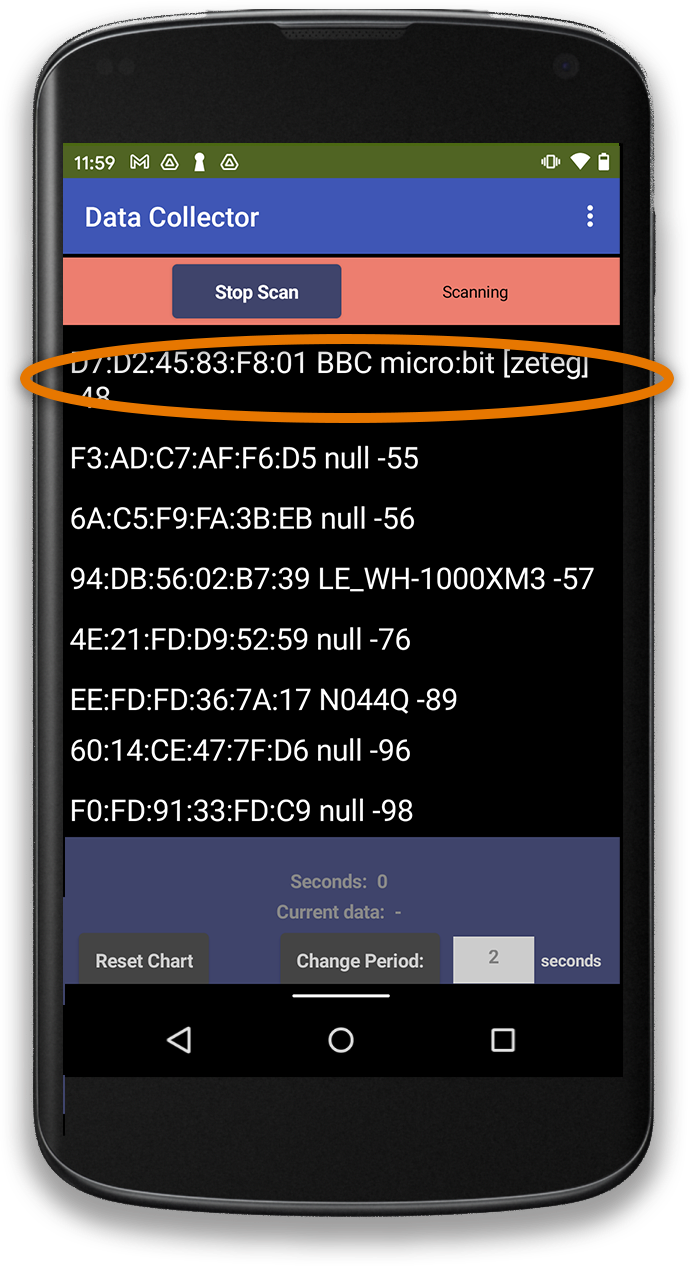 11:59
Data Collector
Stop Scan
Scanning
D7:D2:45:83:F8:01 BBC micro:bit [zeteg]
-48
F3:AD:C7:AF:F6:D5 null -55
6A:C5:F9:FA:3B:EB null -56
94:DB:56:02:B7:39 LE_WH-1000XM3 -57
4E:21:FD:D9:52:59 null -76
EE:FD:FD:36:7A:17 N044Q -89
60:14:CE:47:7F:D6 null -96
F0:FD:91:33:FD:C9 null -98
Seconds: 0
Current data: -
Reset Chart
Change Period:
2
seconds